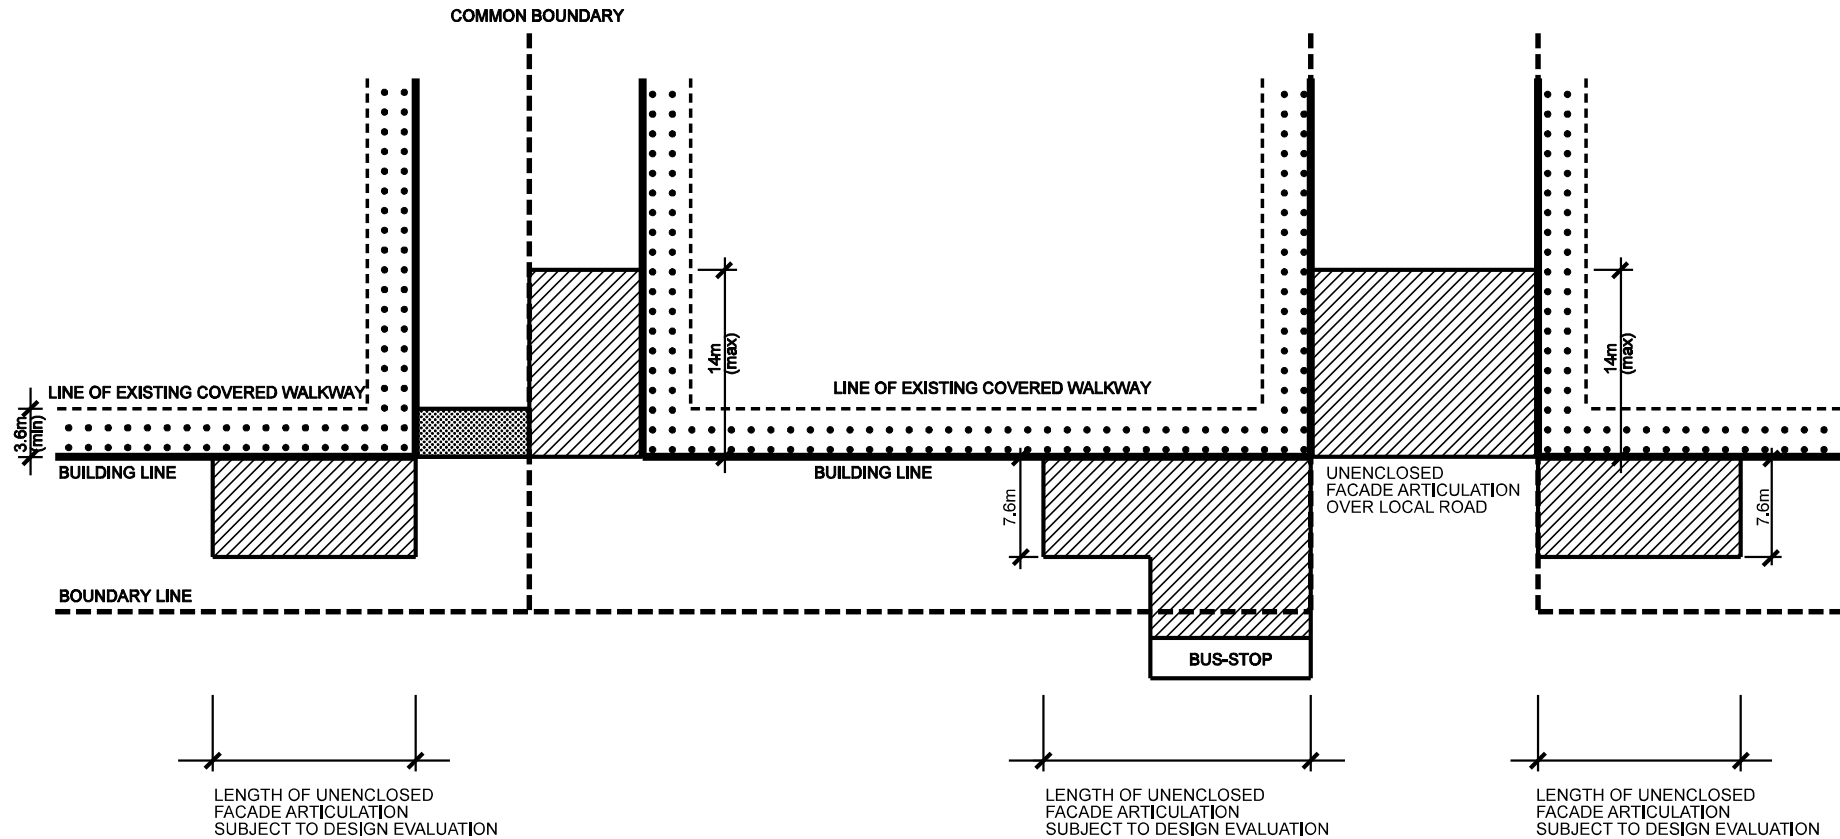 COMMON BOUNDARY
14m
(max)
14m
(max)
LINE OF EXISTING COVERED WALKWAY
LINE OF EXISTING COVERED WALKWAY
3.6m
(min)
BUILDING LINE
BUILDING LINE
UNENCLOSED
FACADE ARTICULATION
OVER LOCAL ROAD
7.6m
7.6m
BOUNDARY LINE
BUS-STOP
LENGTH OF UNENCLOSED
FACADE ARTICULATION
SUBJECT TO DESIGN EVALUATION
LENGTH OF UNENCLOSED
FACADE ARTICULATION
SUBJECT TO DESIGN EVALUATION
LENGTH OF UNENCLOSED
FACADE ARTICULATION
SUBJECT TO DESIGN EVALUATION